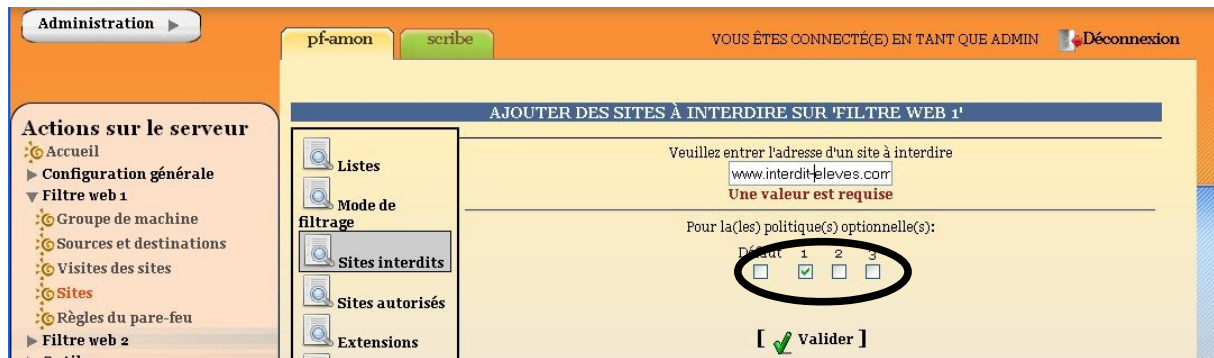 Administration
pf-amon
scribe
VOUS ÊTES CONNECTÉ(E) EN TANT QUE ADMIN
Déconnexion
Actions sur le serveur
Accueil
Configuration générale
Filtre web 1
Groupe de machine
Sources et destinations
Visites des sites
Sites
Règles du pare-feu
Filtre web 2
AJOUTER DES SITES À INTERDIRE SUR 'FILTRE WEB 1'
Listes
Mode de
filtrage
Sites interdits
Sites autorisés
Extensions
Veuillez entrer l'adresse d'un site à interdire
www.interdit-eleves.com
Une valeur est requise
Pour la(les) politique(s) optionnelle(s):
Défaut 1 2 3
[ Valider ]